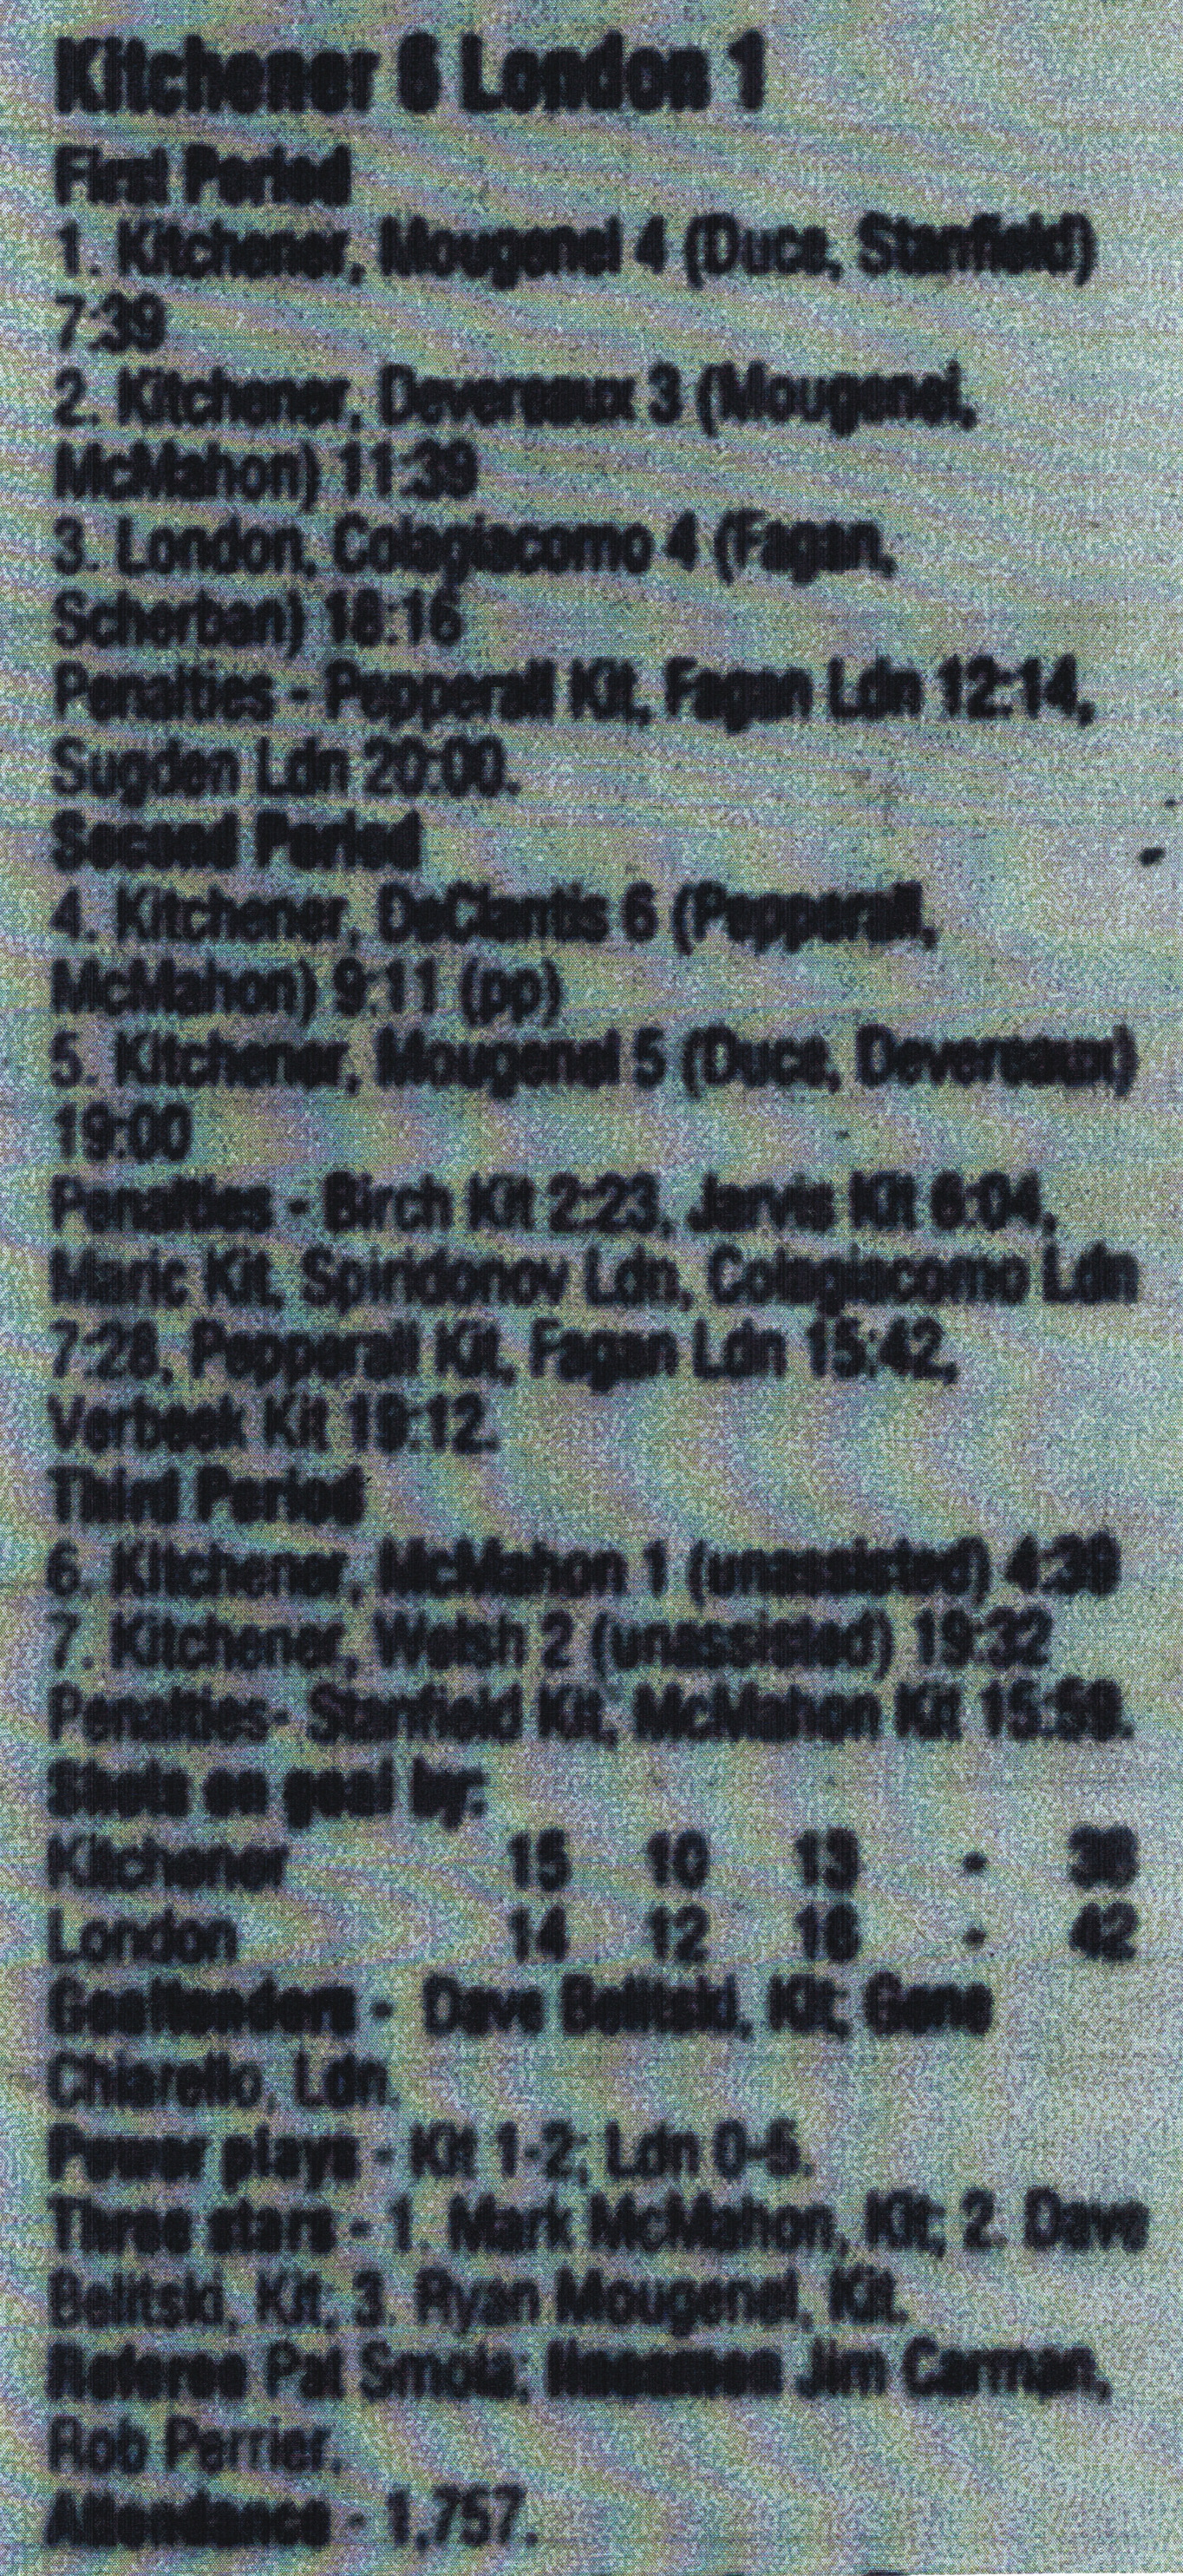 Kitchener 6 London 1
First Period
1. Kitchener, Mougenel 4 (Duce, Stanfield)
7:39
2. Kitchener, Devereaux 3 (Mougenel,
McMahon) 11:39
3. London, Colagiacomo 4 (Fagan,
Scherban) 18:16
Penalties - Pepperall Kit, Fagan Ldn 12:14,
Sugden Ldn 20:00.
Second Period
4. Kitchener, DeCiantis 6 (Pepperall,
McMahon) 9:11 (pp)
5. Kitchener, Mougenel 5 (Duce, Devereaux)
19:00
Penalties - Birch Kit 2:23, Jarvis Kit 6:04,
Kit, Spiridonov Ldn, Colagiacomo Ldn
7:28, Pepperall Kit, Fagan Ldn 15:42,
Verbeek Kit 19:12.
Third Period
6. Kitchener, McMahon 1 (unassisted) 4:39
7. Kitchener, Welsh 2 (unassisted) 19:32
Penalties- Stanfield Kit, McMahon Kit
Shots on goal by:
Kitchener 15 10 13 - 38
London 14 12 16 - 42
Goaltenders - Dave Belitski, Kit; Gene
Chiarello, Ldn.
Power plays - Kit 1-2; Ldn
Three stars - 1. Mark McMahon, Kit; 2. Dave
Belitski, Kit; 3. Ryan Mougenel, Kit.
Referee Pat Smola; linesmen Jim Carman,
Rob Perrier.
Attendance - 1,757.